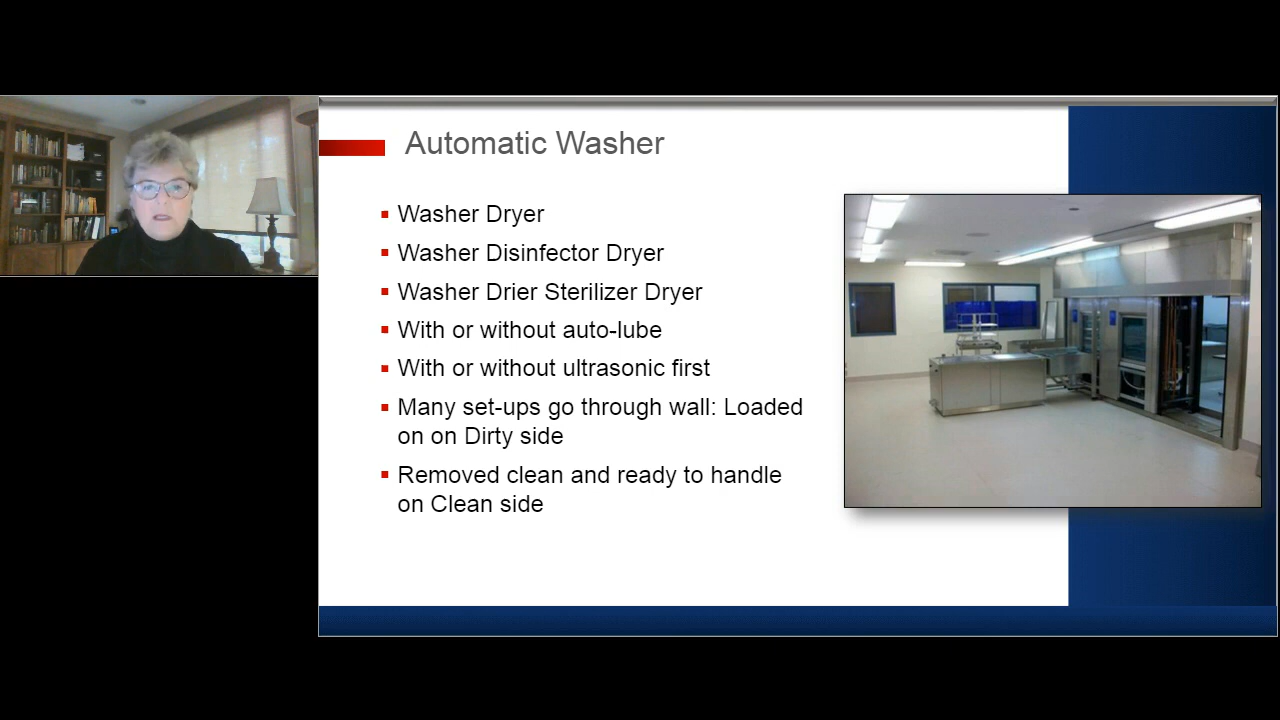 Automatic Washer
Washer Dryer
Washer Disinfector Dryer
Washer Drier Sterilizer Dryer
With or without auto-lube
With or without ultrasonic first
Many set-ups go through wall: Loaded
on on Dirty side
Removed clean and ready to handle
on Clean side